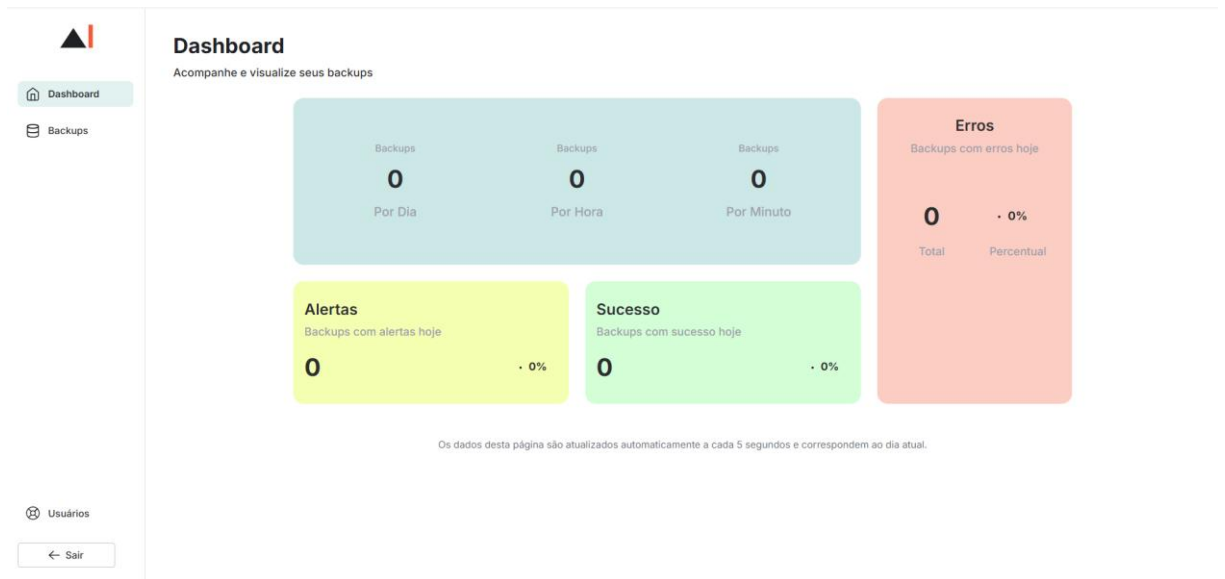 Dashboard
Backups
Usuários
← Sair
Dashboard
Acompanhe e visualize seus backups
Backups
0
Por Dia
Backups
0
Por Hora
Backups
0
Por Minuto
Erros
Backups com erros hoje
0
Total
· 0%
Percentual
Alertas
Backups com alertas hoje
0 · 0%
Sucesso
Backups com sucesso hoje
0 · 0%
Os dados desta página são atualizados automaticamente a cada 5 segundos e correspondem ao dia atual.